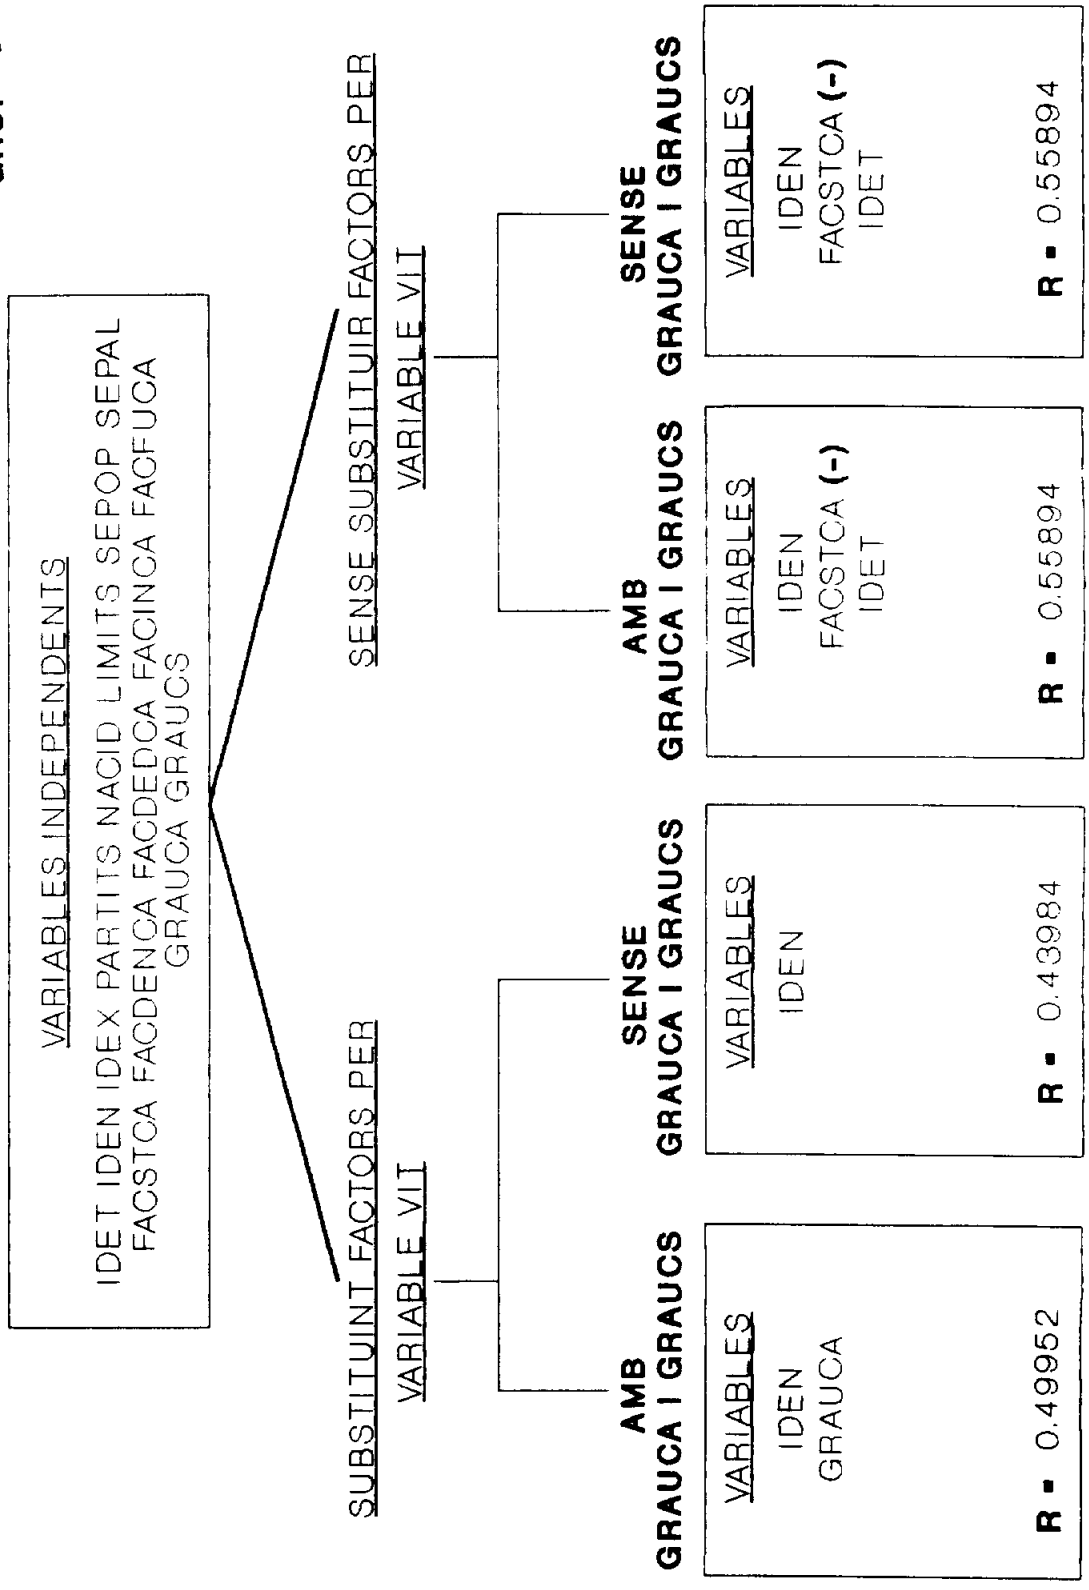 VARIABLES INDEPENDENTS
IDET IDEN IDEX PARTITS NACID LIMITS SEPOP SEPAL
FACSTCA FACDENCA FACDEDCA FACINCA FACFUCA
GRAUCA GRAUCS
SUBSTITUINT FACTORS PER
VARIABLE VIT
SENSE SUBSTITUIR FACTORS PER
VARIABLE VIT
AMB
GRAUCA I GRAUCS
VARIABLES
IDEN
GRAUCA
R = 0.49952
SENSE
GRAUCA I GRAUCS
VARIABLES
IDEN
R = 0.43984
AMB
GRAUCA I GRAUCS
VARIABLES
IDEN
FACSTCA (-)
IDET
R = 0.55894
SENSE
GRAUCA I GRAUCS
VARIABLES
IDEN
FACSTCA (-)
IDET
R = 0.55894